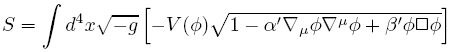 $S = \int d^4x \sqrt{-g} \left[ -V(\phi) \sqrt{1 - \alpha' \nabla_\mu \phi \nabla^\mu \phi + \beta' \phi \Box \phi} \right]$